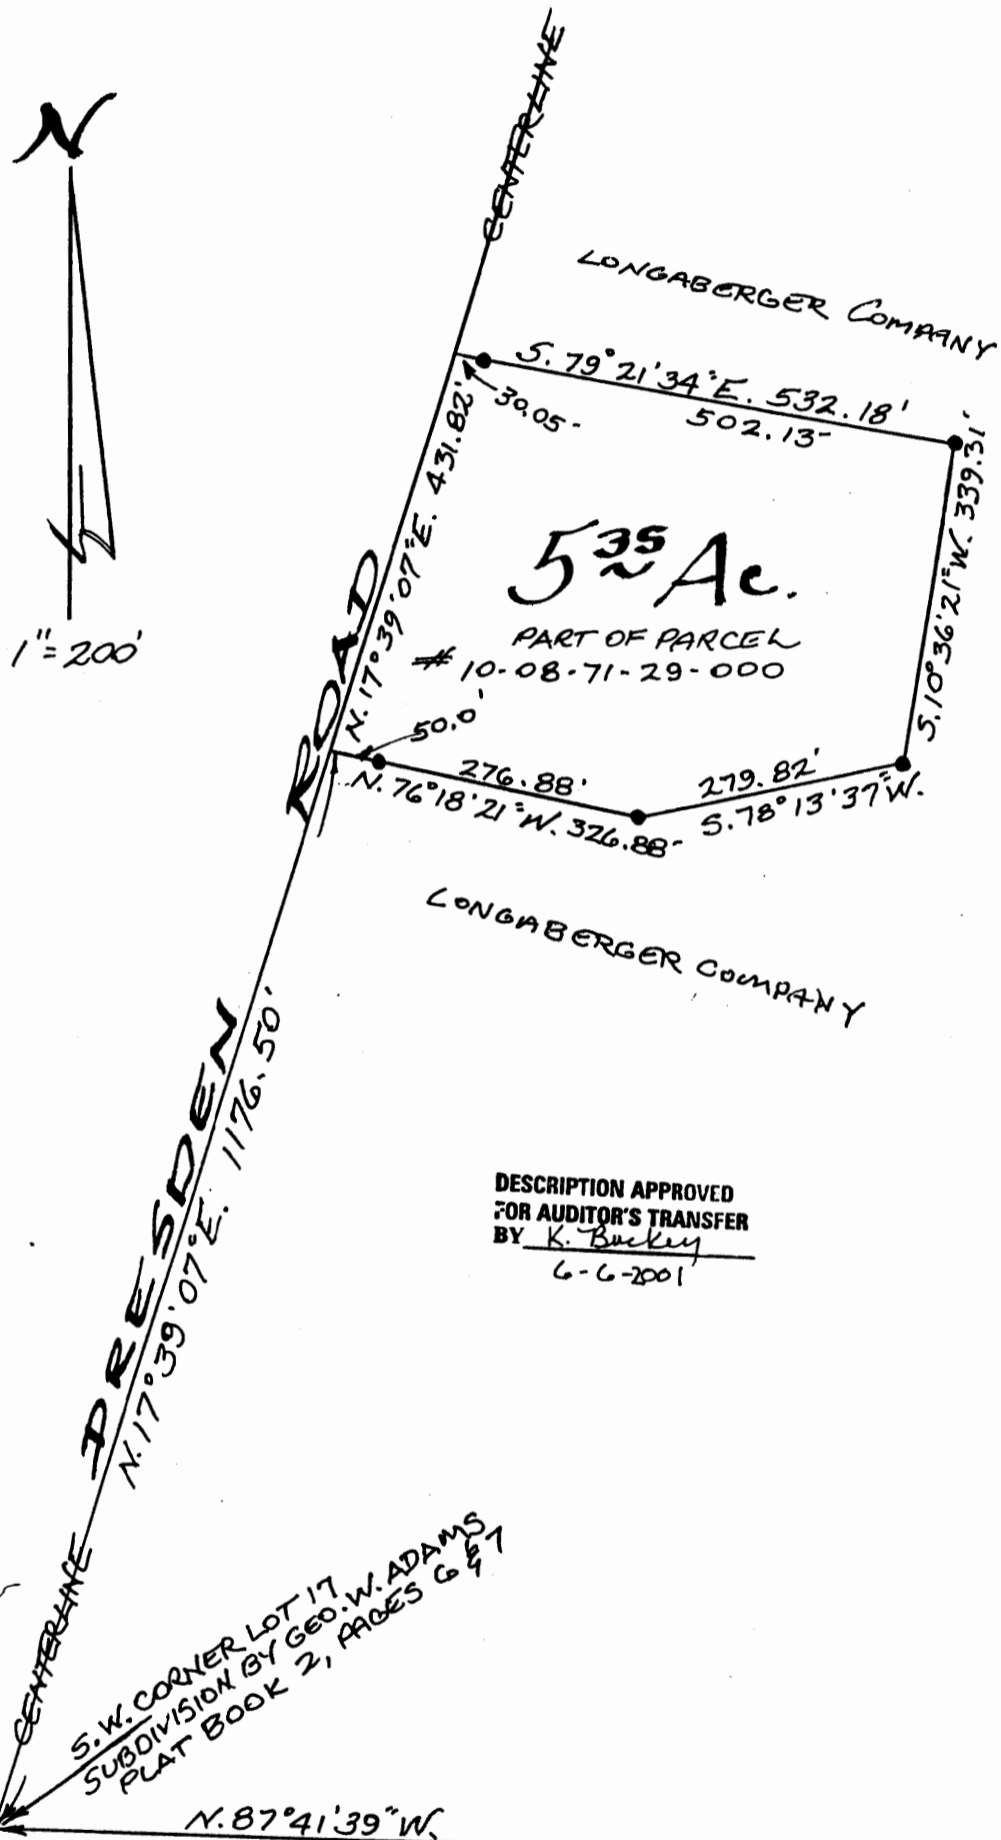 N
1"=200'
CENTERLINE
LONGABERGER COMPANY
S. 79°21'34"E. 532.18'
30.05'
502.13'
N. 17°39'07"E. 431.82'
S. 10°36'21"W. 339.31'
5 35 Ac.
PART OF PARCEL
# 10-08-71-29-000
50.0'
276.88'
N. 76°18'21"W. 326.88'
279.82'
S. 78°13'37"W.
LONGABERGER COMPANY
DRESDEN ROAD
N. 17°39'07"E. 1176.50'
DESCRIPTION APPROVED
FOR AUDITOR'S TRANSFER
BY K. Buckey
6-6-2001
CENTERLINE
S.W. CORNER LOT 17
SUBDIVISION BY GEO. W. ADAMS
PLAT BOOK 2, PAGES 6 & 7
N. 87°41'39"W.